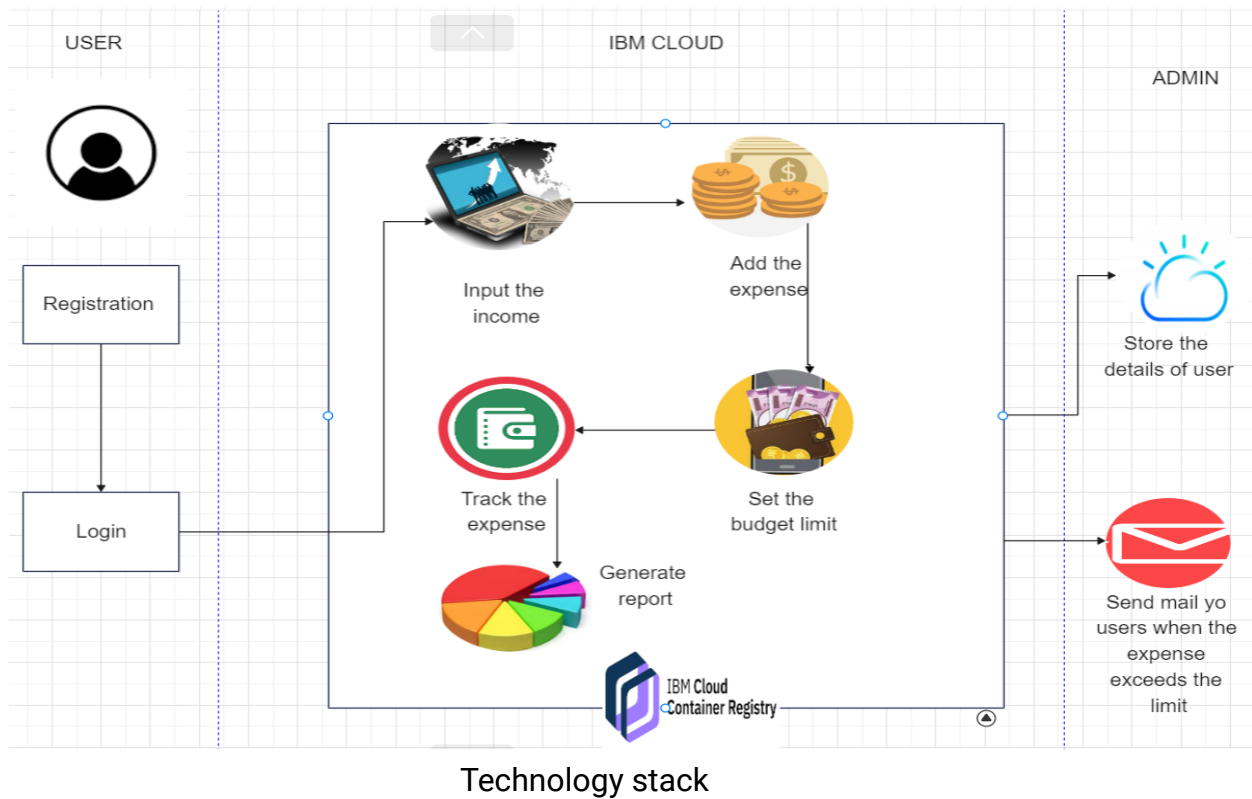 USER
IBM CLOUD
ADMIN
Registration
Login
Input the
income
Add the
expense
Track the
expense
Set the
budget limit
Generate
report
IBM Cloud
Container Registry
Store the
details of user
Send mail yo
users when the
expense
exceeds the
limit
Technology stack